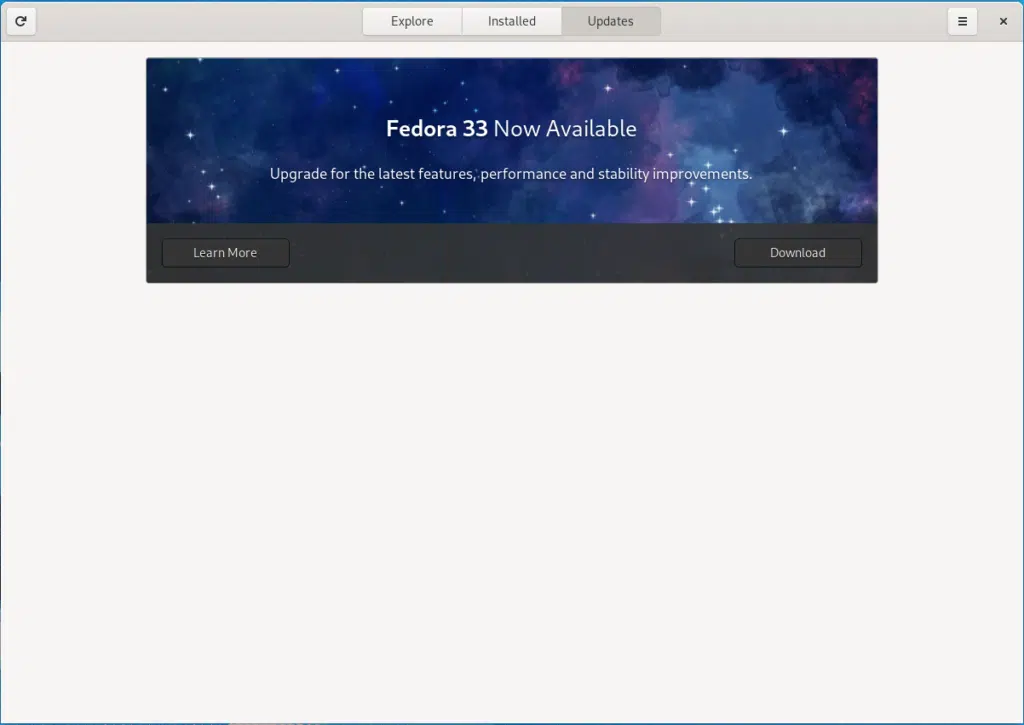 Explore Installed Updates
Fedora 33 Now Available
Upgrade for the latest features, performance and stability improvements.
Learn More Download